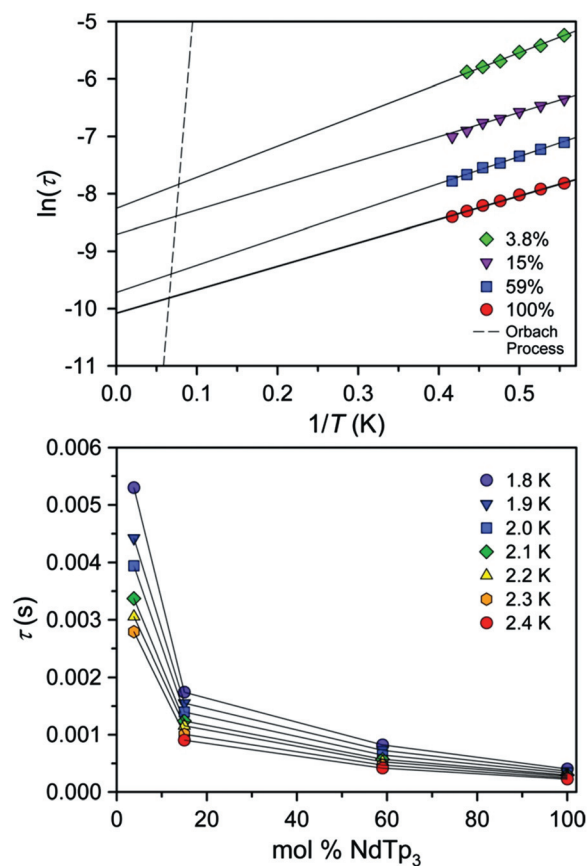 -5
-6
-7
-8
-9
-10
-11
ln(τ)
3.8%
15%
59%
100%
Orbach
Process
0.0 0.1 0.2 0.3 0.4 0.5
1/T (K)
0.006
0.005
0.004
0.003
0.002
0.001
0.000
τ (s)
1.8 K
1.9 K
2.0 K
2.1 K
2.2 K
2.3 K
2.4 K
0 20 40 60 80 100
mol % NdTp₃